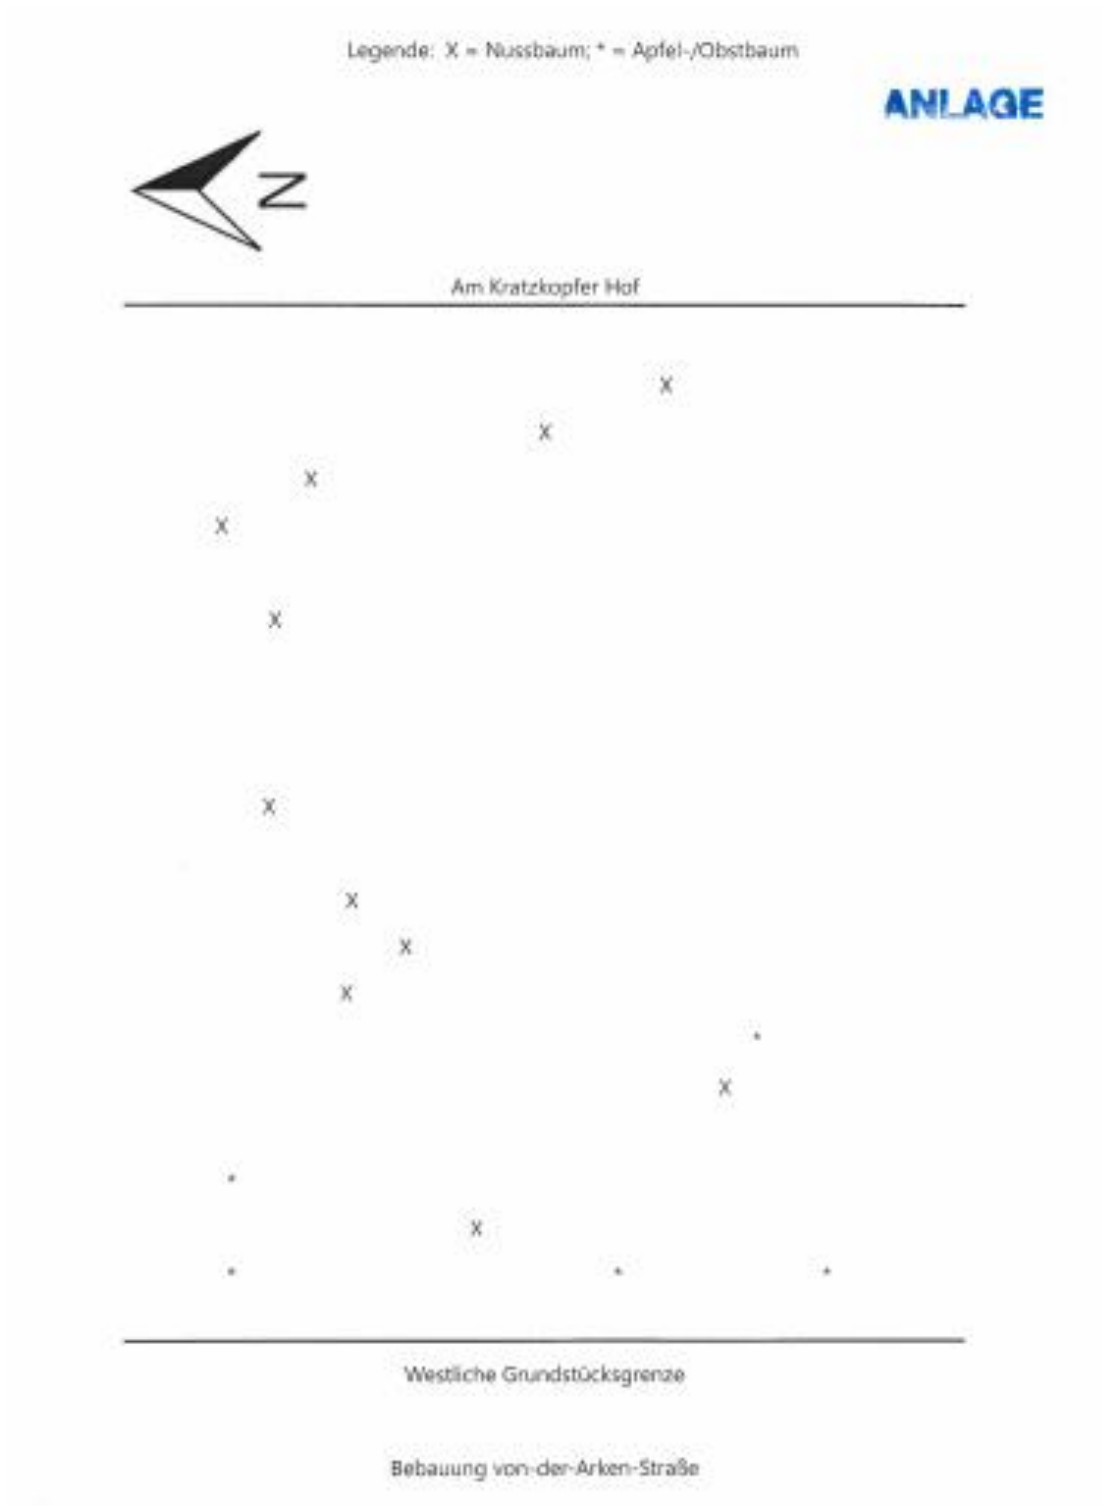 Legende: X = Nussbaum; * = Apfel-/Obstbaum
ANLAGE
N
Am Kratzkopfer Hof
X
X
X
X
X
X
X
X
X
*
X
*
X
* * *
Westliche Grundstücksgrenze
Bebauung von-der-Arken-Straße